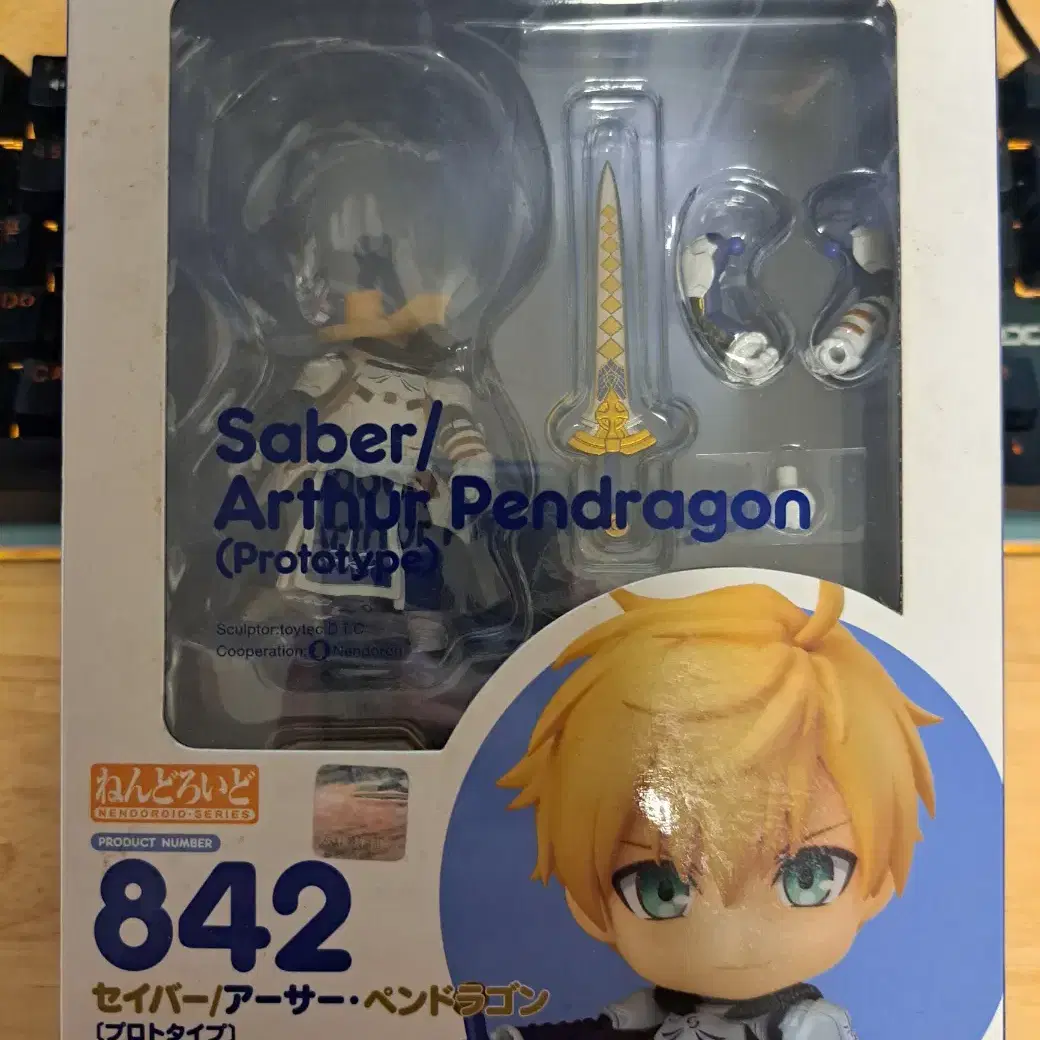 Saber/
Arthur Pendragon
(Prototype)
Sculptor:toytec D.T.C
Cooperation: Nendoron
ねんどろいど
NENDOROID•SERIES
PRODUCT NUMBER
842
セイバー/アーサー・ペンドラゴン
〔プロトタイプ〕